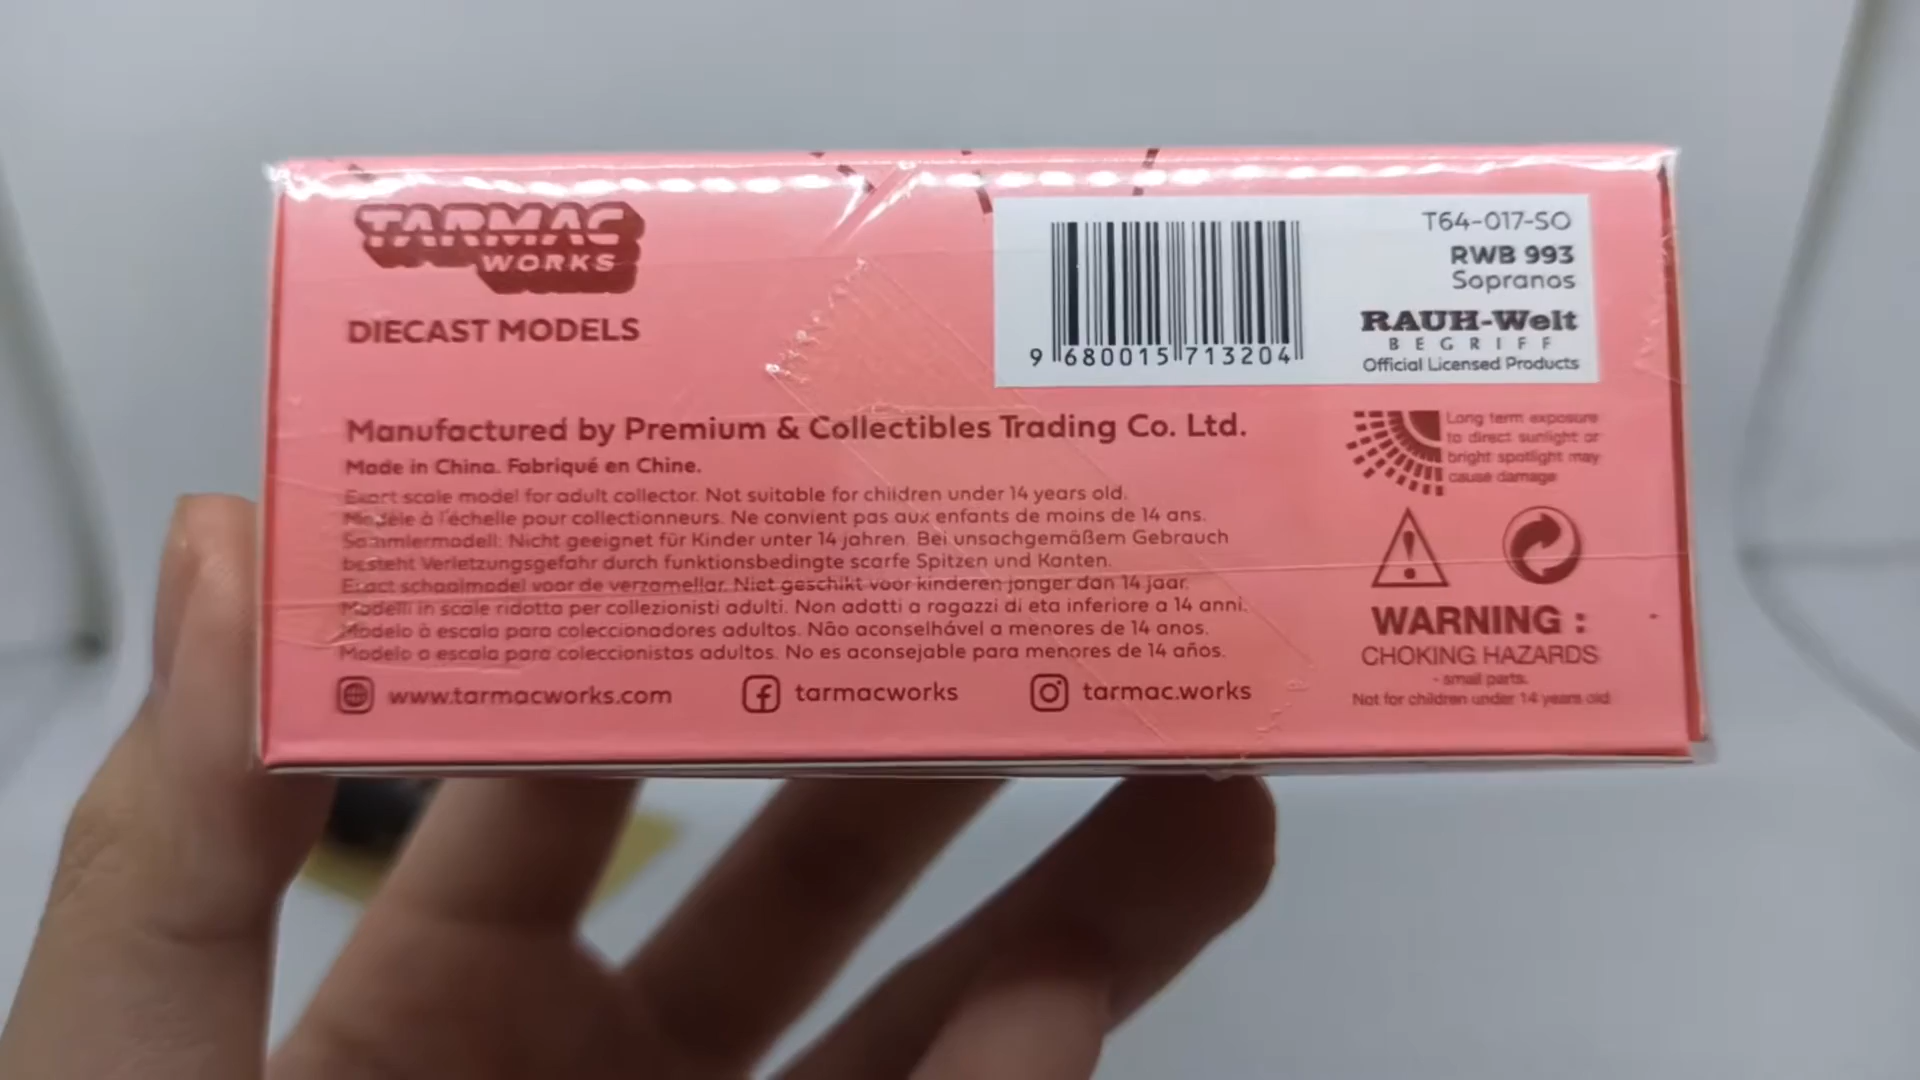 TARMAC
WORKS
DIECAST MODELS
9 680015 713204
T64-017-SO
RWB 993
Sopranos
RAUH-Welt
BEGRIFF
Official Licensed Products
Manufactured by Premium & Collectibles Trading Co. Ltd.
Made in China. Fabriqué en Chine.
Exact scale model for adult collector. Not suitable for children under 14 years old.
Modèle à l'échelle pour collectionneurs. Ne convient pas aux enfants de moins de 14 ans.
Sammlermodell: Nicht geeignet für Kinder unter 14 jahren. Bei unsachgemäßem Gebrauch
besteht Verletzungsgefahr durch funktionsbedingte scarfe Spitzen und Kanten.
Exact schaalmodel voor de verzamellar. Niet geschikt voor kinderen jonger dan 14 jaar.
Modelli in scale ridotta per collezionisti adulti. Non adatti a ragazzi di eta inferiore a 14 anni.
Modelo à escala para coleccionadores adultos. Não aconselhável a menores de 14 anos.
Modelo a escala para coleccionistas adultos. No es aconsejable para menores de 14 años.
www.tarmacworks.com
tarmacworks
tarmac.works
Long term exposure
to direct sunlight or
bright spotlight may
cause damage
WARNING :
CHOKING HAZARDS
- small parts.
Not for children under 14 years old